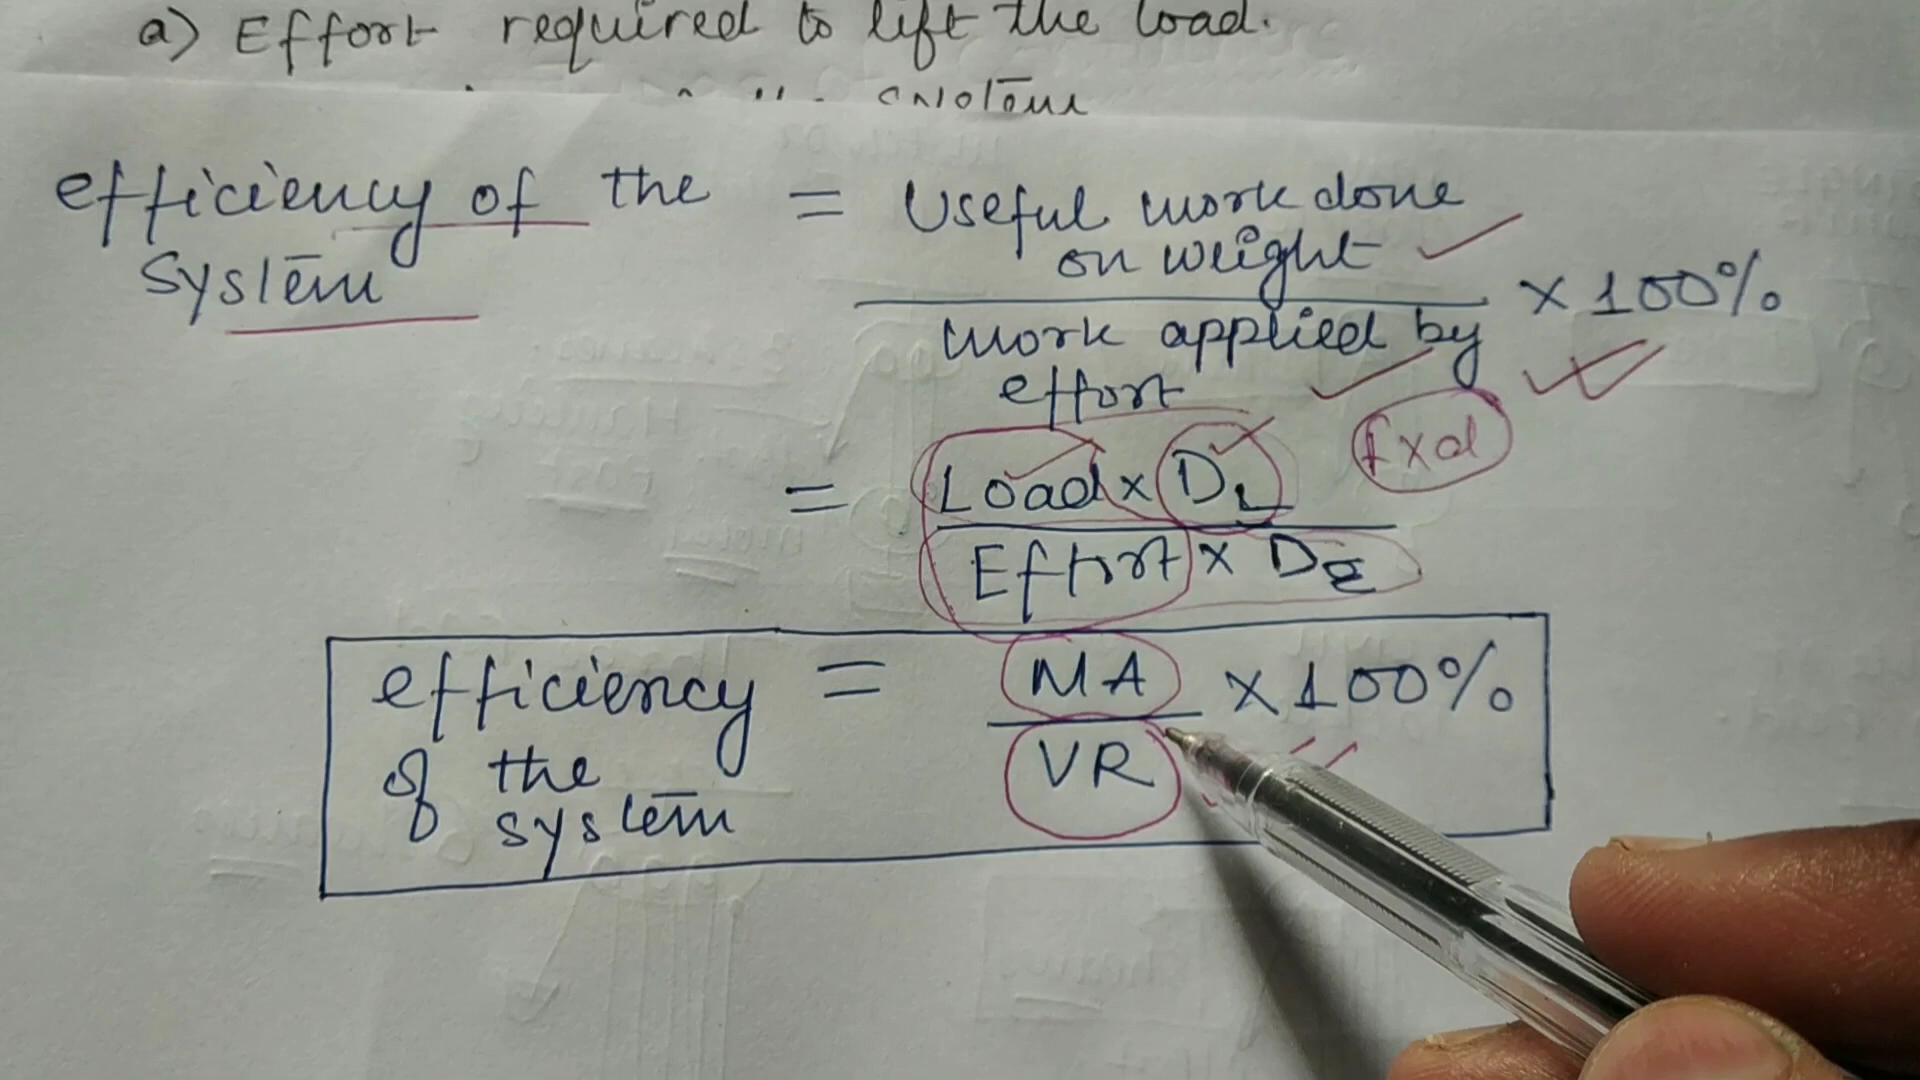 a) Effort required to lift the load.
efficiency of the = Useful work done
system
on weight
× 100%
work applied by
effort
fxd
= Load × DL
Effort × DE
efficiency = MA × 100%
of the VR
system